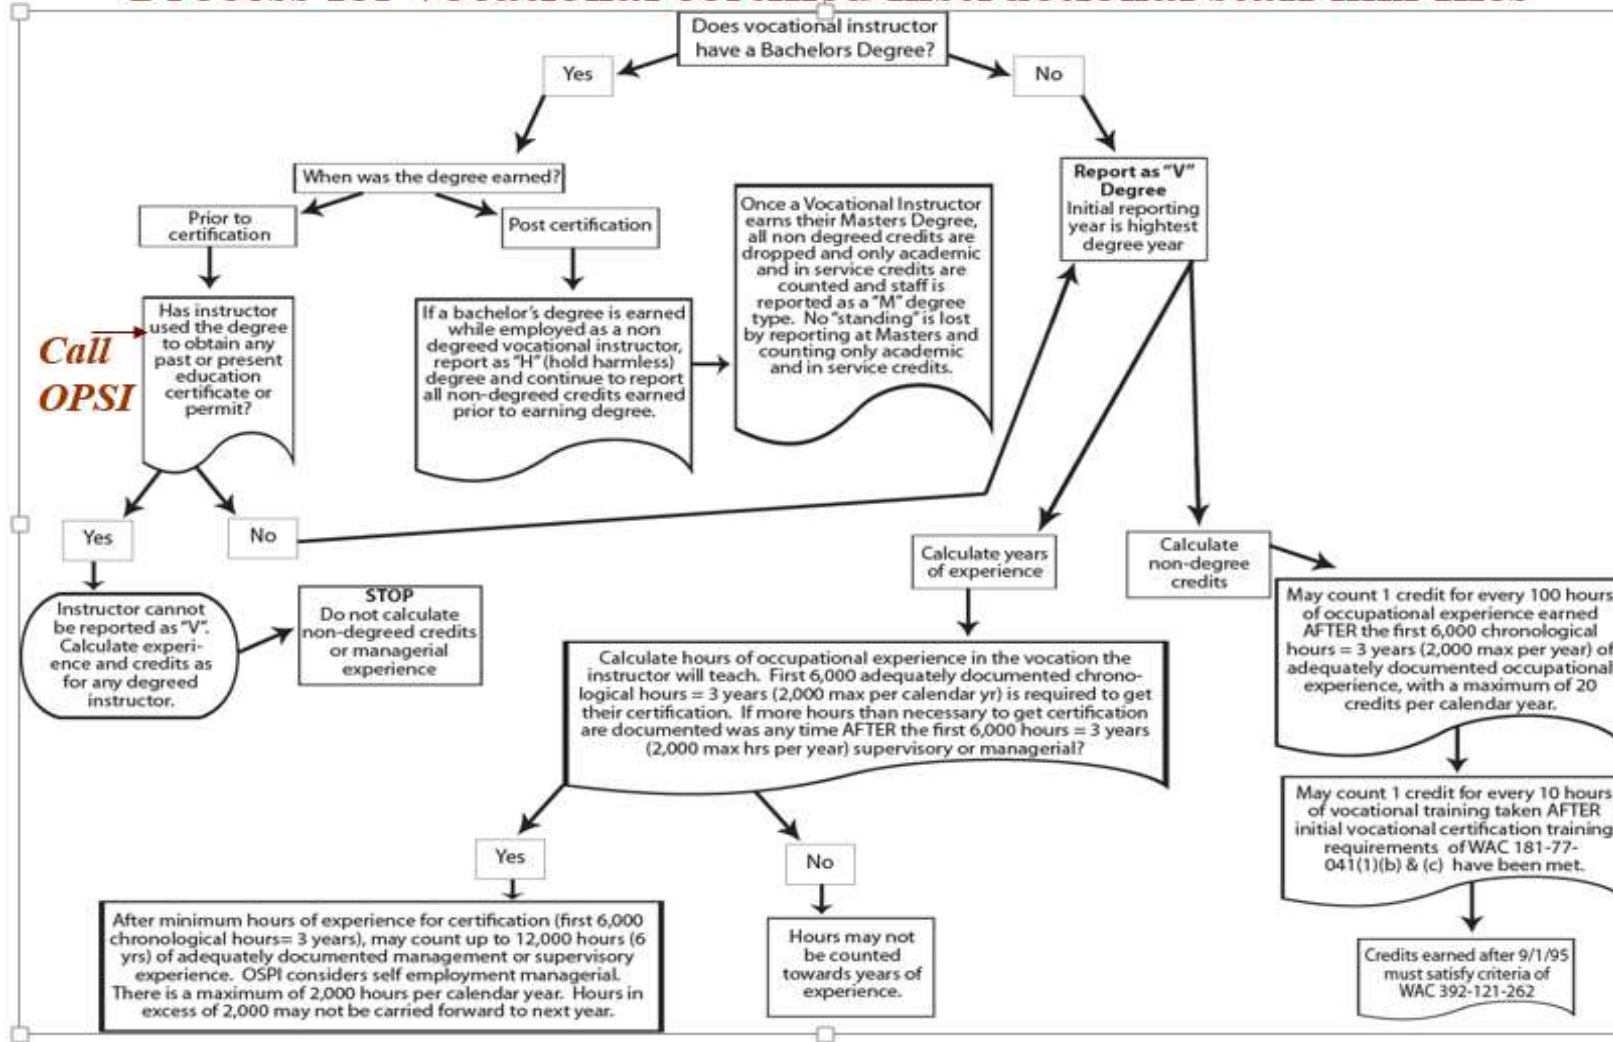 Does vocational instructor
have a Bachelors Degree?
Yes
No
When was the degree earned?
Prior to
certification
Post certification
Once a Vocational Instructor
earns their Masters Degree,
all non degreed credits are
dropped and only academic
and in service credits are
counted and staff is
reported as a "M" degree
type. No "standing" is lost
by reporting at Masters and
counting only academic
and in service credits.
Report as "V"
Degree
Initial reporting
year is hightest
degree year
Call
OPSI
Has instructor
used the degree
to obtain any
past or present
education
certificate or
permit?
If a bachelor's degree is earned
while employed as a non
degreed vocational instructor,
report as "H" (hold harmless)
degree and continue to report
all non-degreed credits earned
prior to earning degree.
Yes
No
Calculate years
of experience
Calculate
non-degree
credits
Instructor cannot
be reported as "V".
Calculate experi-
ence and credits as
for any degreed
instructor.
STOP
Do not calculate
non-degreed credits
or managerial
experience
May count 1 credit for every 100 hours
of occupational experience earned
AFTER the first 6,000 chronological
hours = 3 years (2,000 max per year) of
adequately documented occupational
experience, with a maximum of 20
credits per calendar year.
Calculate hours of occupational experience in the vocation the
instructor will teach. First 6,000 adequately documented chrono-
logical hours = 3 years (2,000 max per calendar yr) is required to get
their certification. If more hours than necessary to get certification
are documented was any time AFTER the first 6,000 hours = 3 years
(2,000 max hrs per year) supervisory or managerial?
May count 1 credit for every 10 hours
of vocational training taken AFTER
initial vocational certification training
requirements of WAC 181-77-
041(1)(b) & (c) have been met.
Yes
No
After minimum hours of experience for certification (first 6,000
chronological hours= 3 years), may count up to 12,000 hours (6
yrs) of adequately documented management or supervisory
experience. OSPI considers self employment managerial.
There is a maximum of 2,000 hours per calendar year. Hours in
excess of 2,000 may not be carried forward to next year.
Hours may not
be counted
towards years of
experience.
Credits earned after 9/1/95
must satisfy criteria of
WAC 392-121-262